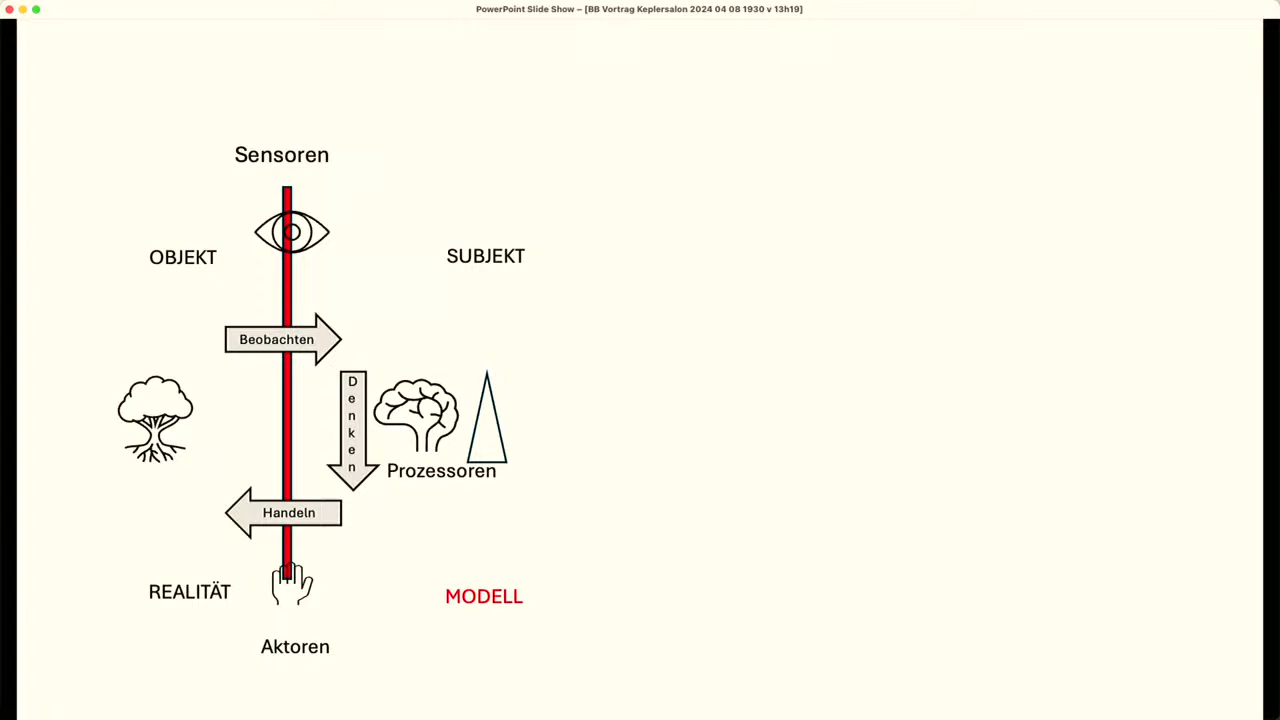 PowerPoint Slide Show – [BB Vortrag Keplersalon 2024 04 08 1930 v 13h19]
Sensoren
OBJEKT
SUBJEKT
Beobachten
Denken
Prozessoren
Handeln
REALITÄT
MODELL
Aktoren